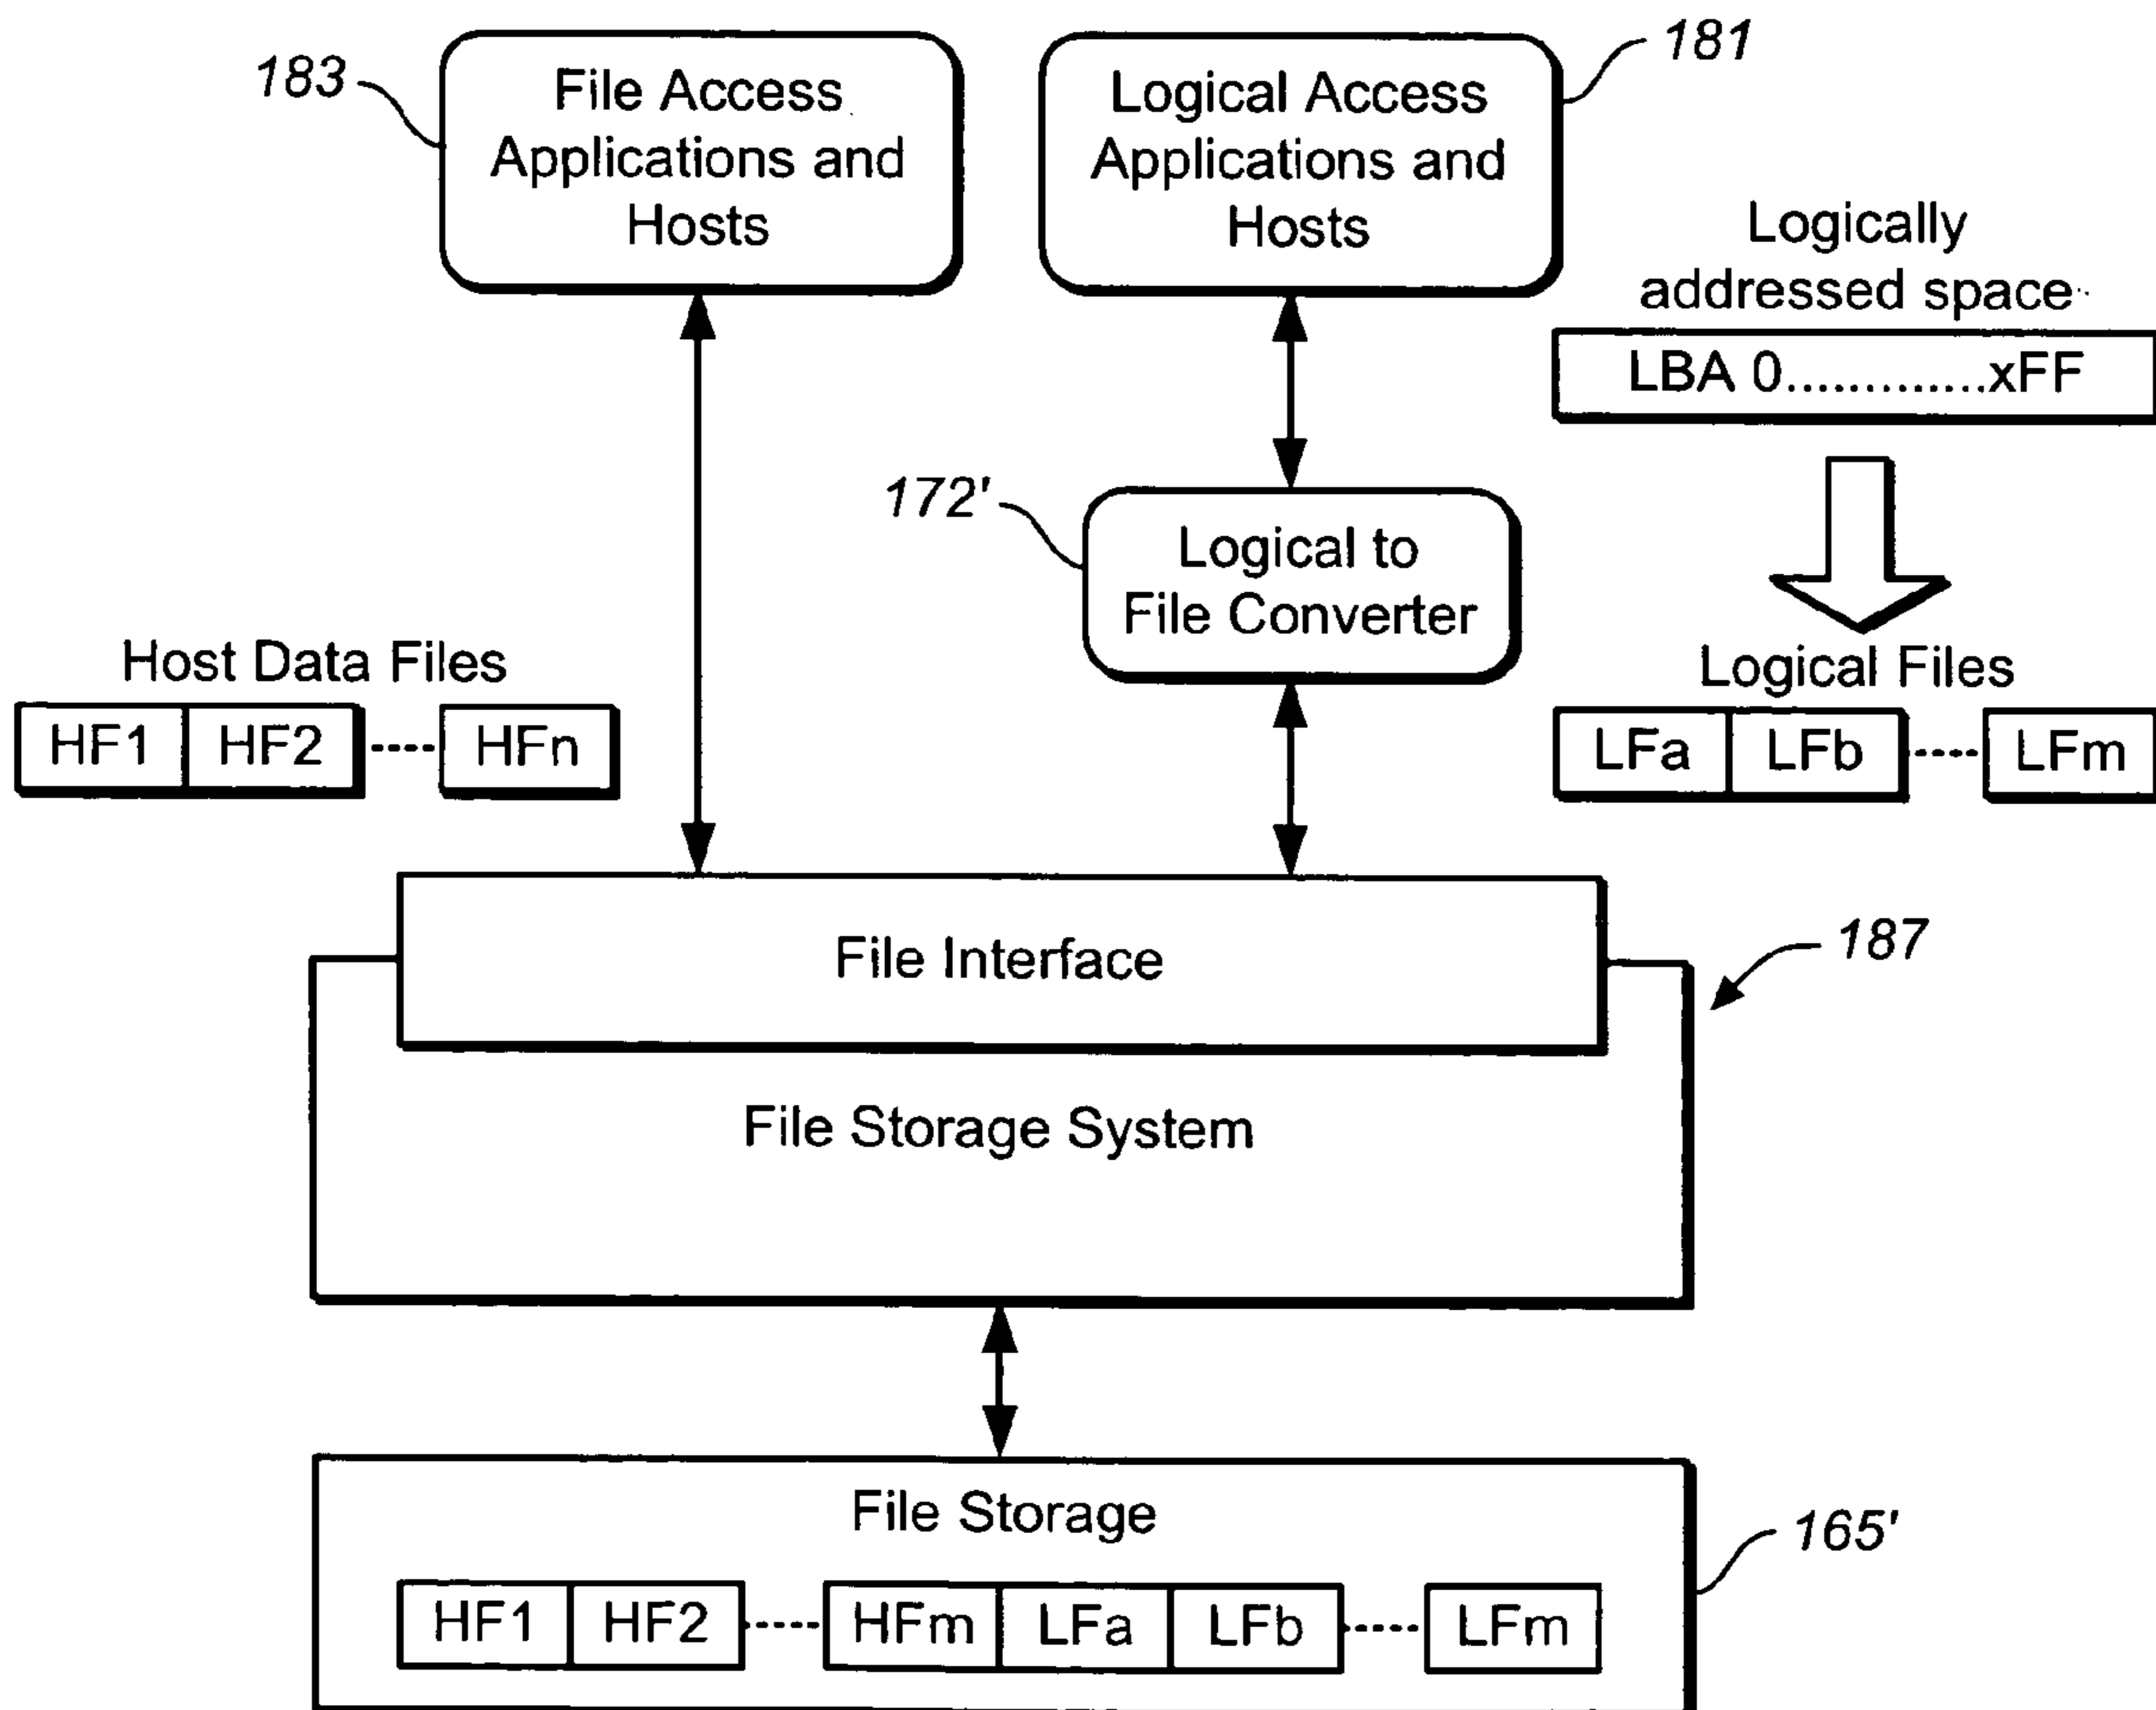 183
File Access
Applications and
Hosts
Logical Access
Applications and
Hosts
181
Logically
addressed space
LBA 0.............xFF
172'
Logical to
File Converter
Host Data Files
HF1 HF2 HFn
Logical Files
LFa LFb LFm
File Interface
187
File Storage System
File Storage
165'
HF1 HF2 HFm LFa LFb LFm